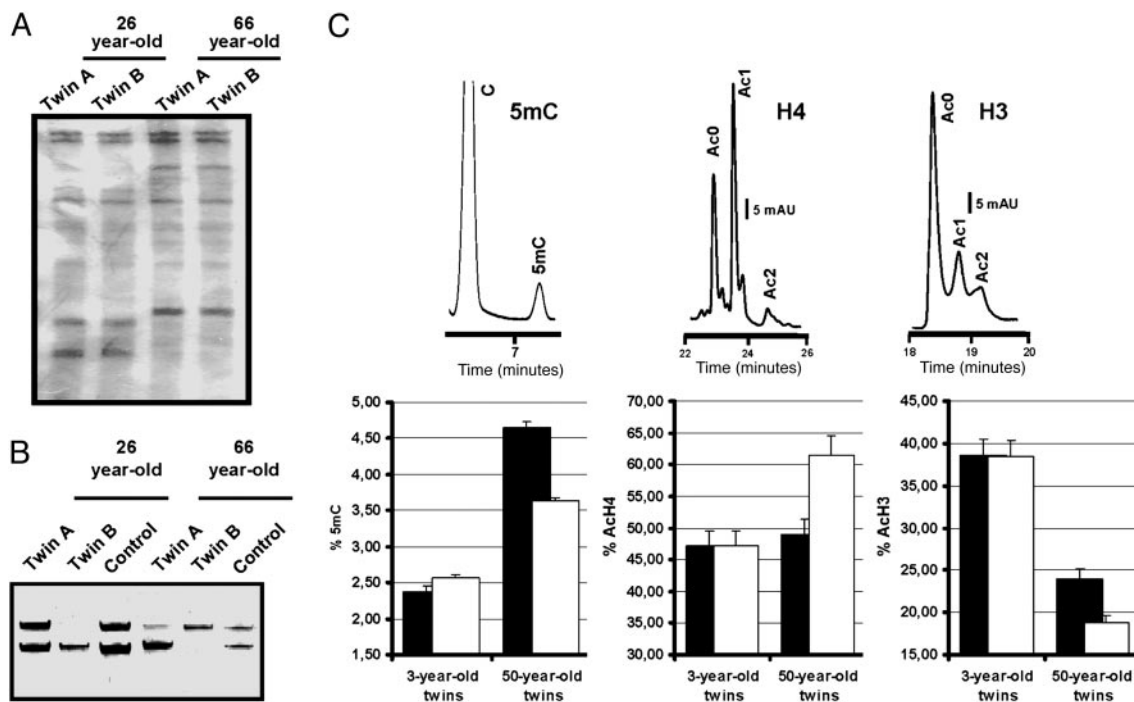 A
26
year-old
66
year-old
Twin A
Twin B
Twin A
Twin B
B
26
year-old
66
year-old
Twin A
Twin B
Control
Twin A
Twin B
Control
C
C
5mC
5mC
7
Time (minutes)
Ac0
Ac1
H4
5 mAU
Ac2
22
24
26
Time (minutes)
Ac0
H3
5 mAU
Ac1
Ac2
18
19
20
Time (minutes)
% 5mC
5,00
4,50
4,00
3,50
3,00
2,50
2,00
1,50
3-year-old
twins
50-year-old
twins
% AcH4
70,00
65,00
60,00
55,00
50,00
45,00
40,00
35,00
30,00
3-year-old
twins
50-year-old
twins
% AcH3
45,00
40,00
35,00
30,00
25,00
20,00
15,00
3-year-old
twins
50-year-old
twins